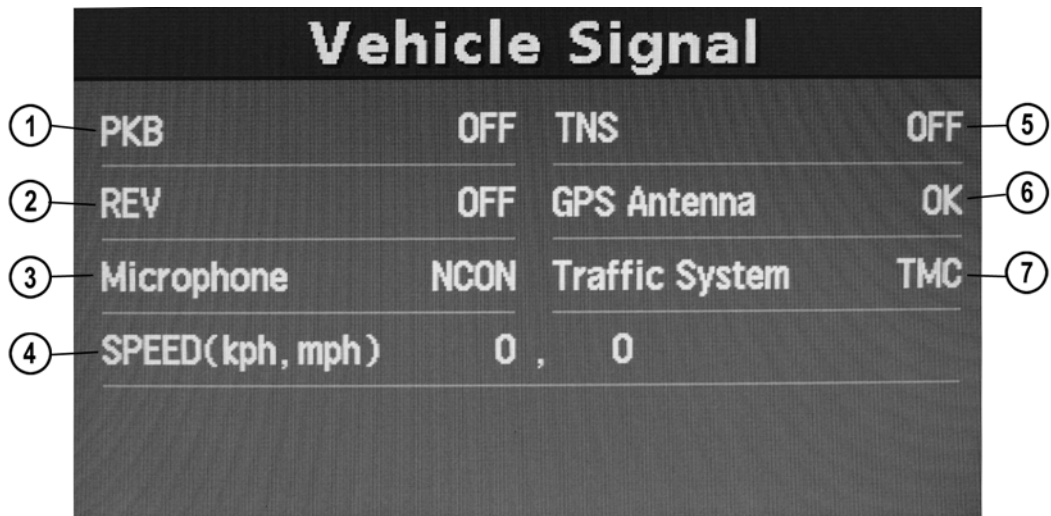 Vehicle Signal
1 PKB OFF TNS OFF 5
2 REV OFF GPS Antenna OK 6
3 Microphone NCON Traffic System TMC 7
4 SPEED(kph, mph) 0 , 0